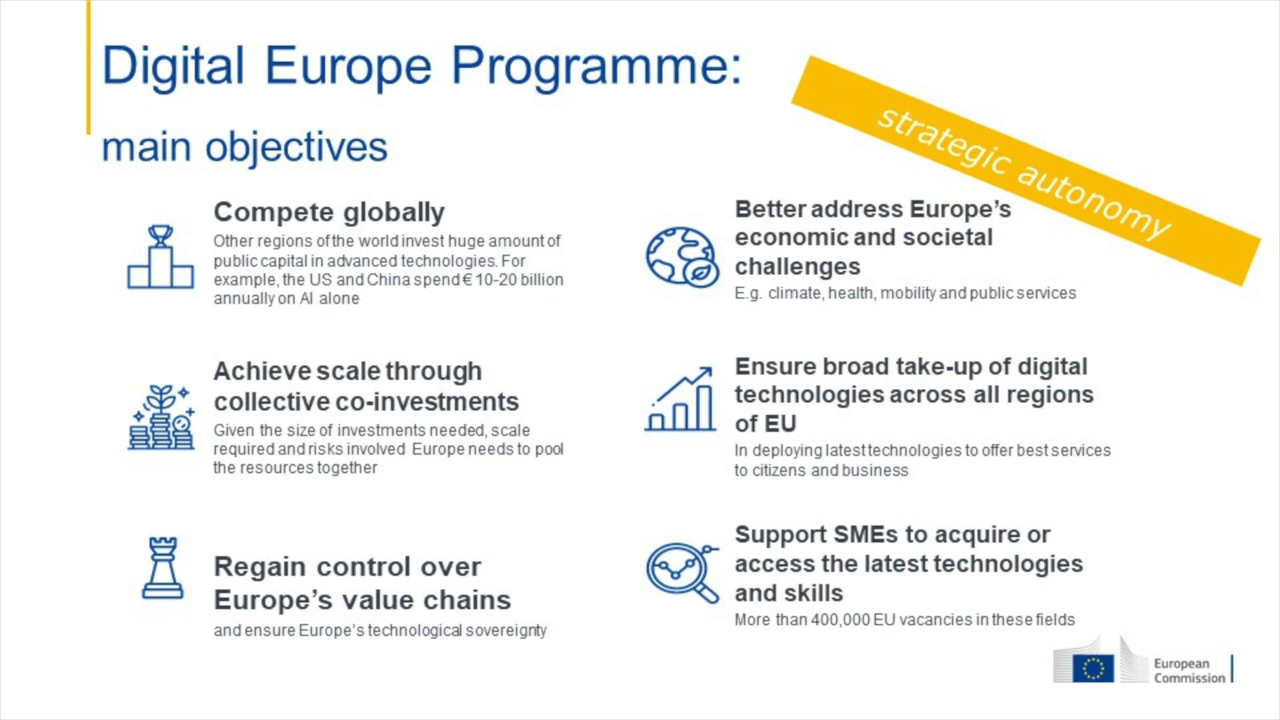 Digital Europe Programme:
main objectives
strategic autonomy
Compete globally
Other regions of the world invest huge amount of
public capital in advanced technologies. For
example, the US and China spend € 10-20 billion
annually on AI alone
Achieve scale through
collective co-investments
Given the size of investments needed, scale
required and risks involved Europe needs to pool
the resources together
Regain control over
Europe's value chains
and ensure Europe's technological sovereignty
Better address Europe's
economic and societal
challenges
E.g. climate, health, mobility and public services
Ensure broad take-up of digital
technologies across all regions
of EU
In deploying latest technologies to offer best services
to citizens and business
Support SMEs to acquire or
access the latest technologies
and skills
More than 400,000 EU vacancies in these fields
European
Commission